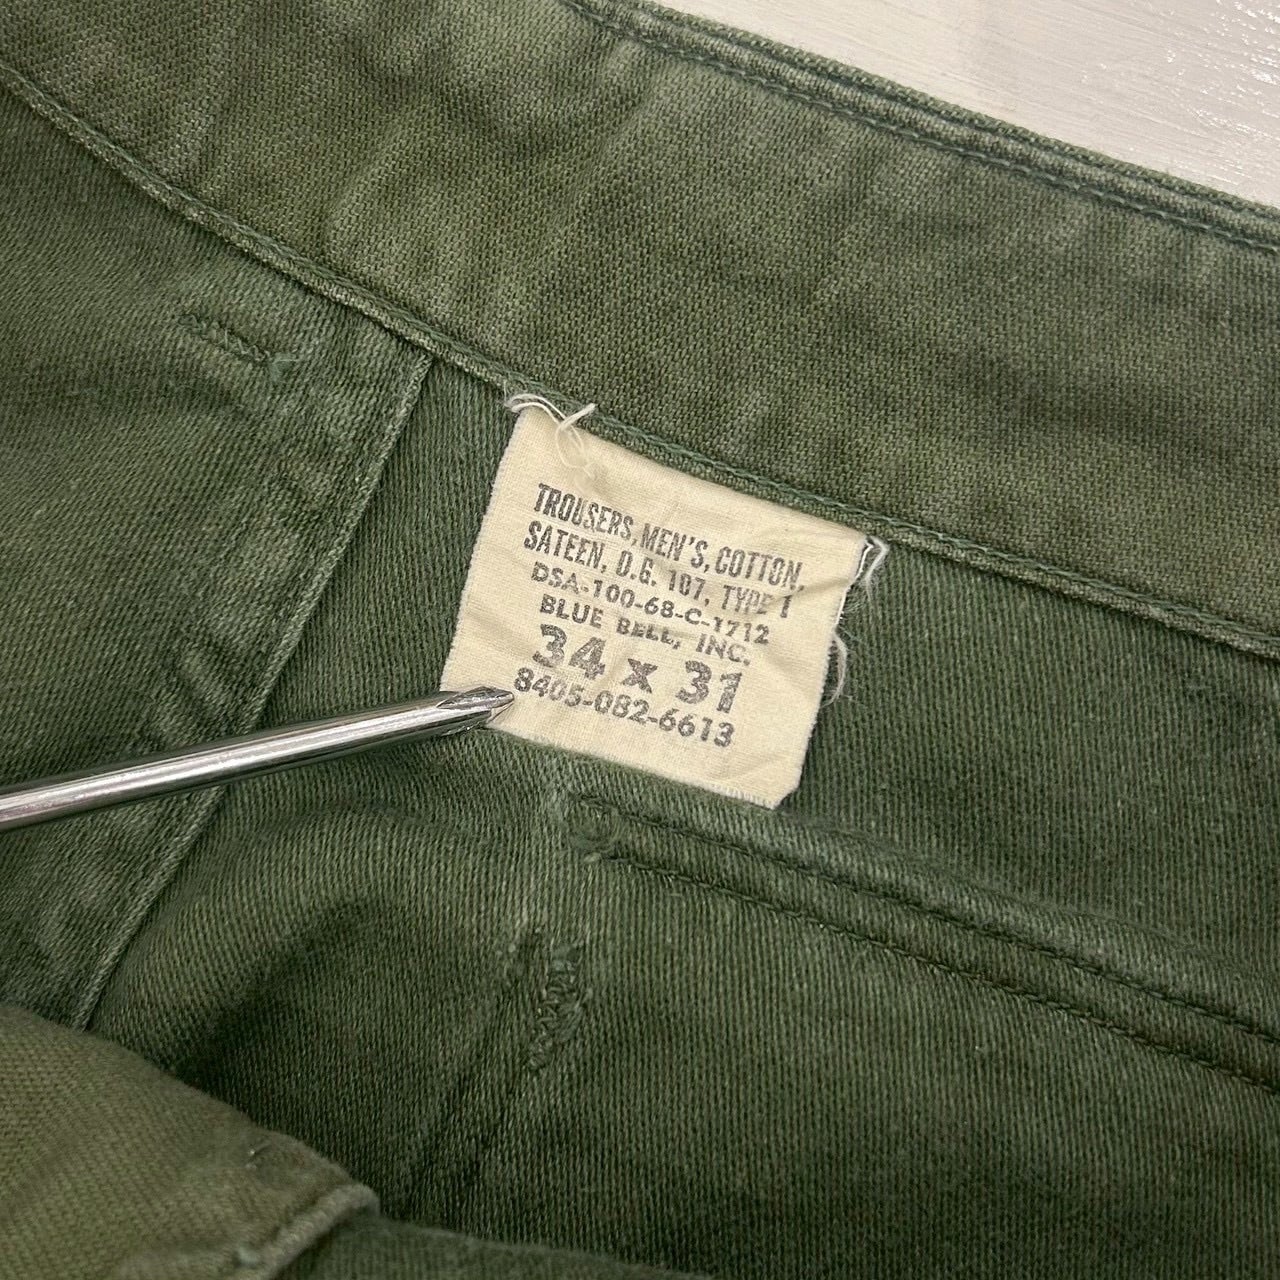 TROUSERS, MEN'S, COTTON,
SATEEN, O.G. 107, TYPE I
DSA-100-68-C-1712
BLUE BELL, INC.
34 x 31
8405-082-6613